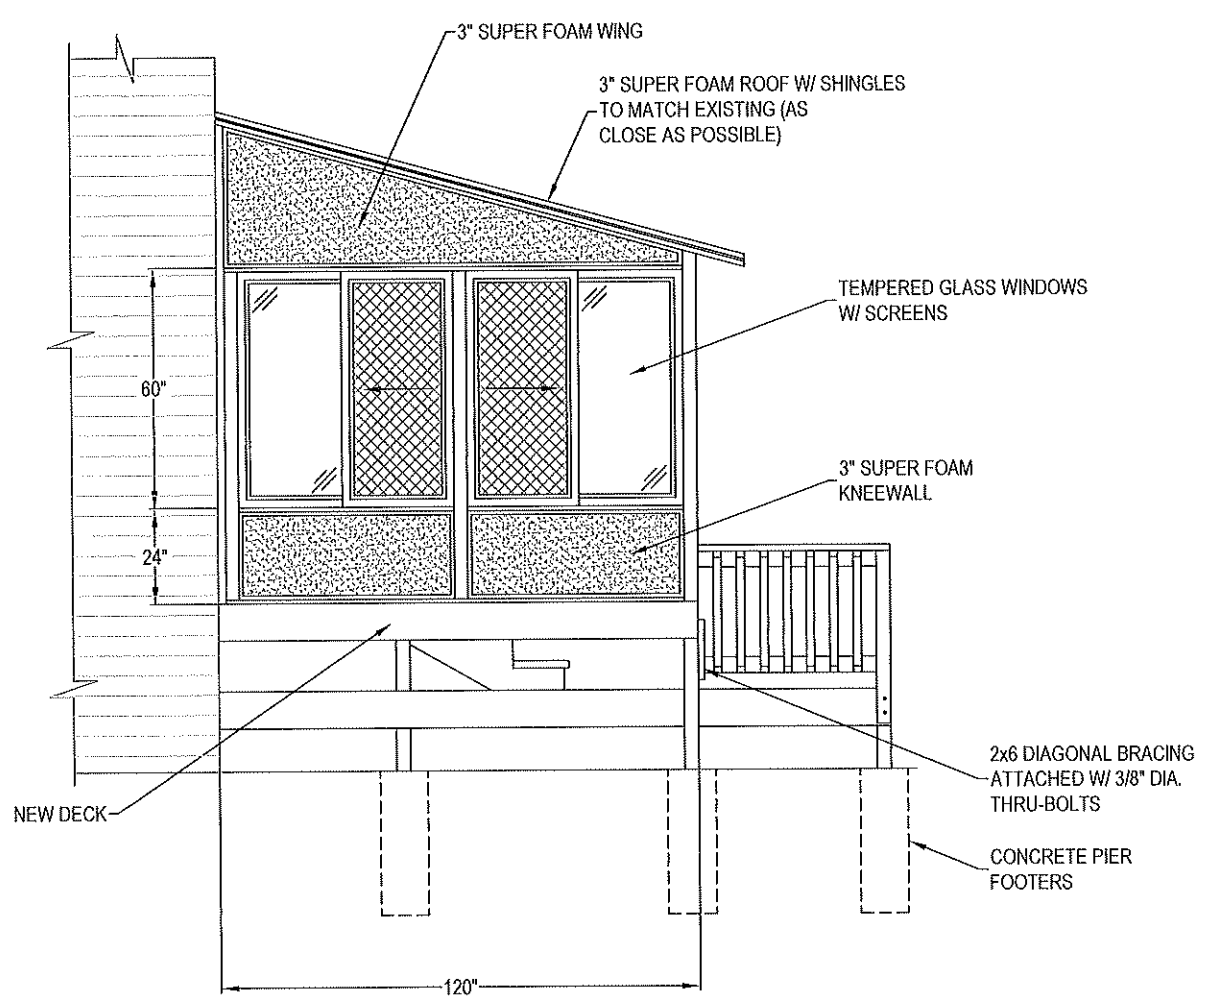 3" SUPER FOAM WING
3" SUPER FOAM ROOF W/ SHINGLES
TO MATCH EXISTING (AS
CLOSE AS POSSIBLE)
TEMPERED GLASS WINDOWS
W/ SCREENS
60"
3" SUPER FOAM
KNEEWALL
24"
2x6 DIAGONAL BRACING
ATTACHED W/ 3/8" DIA.
THRU-BOLTS
NEW DECK
CONCRETE PIER
FOOTERS
120"